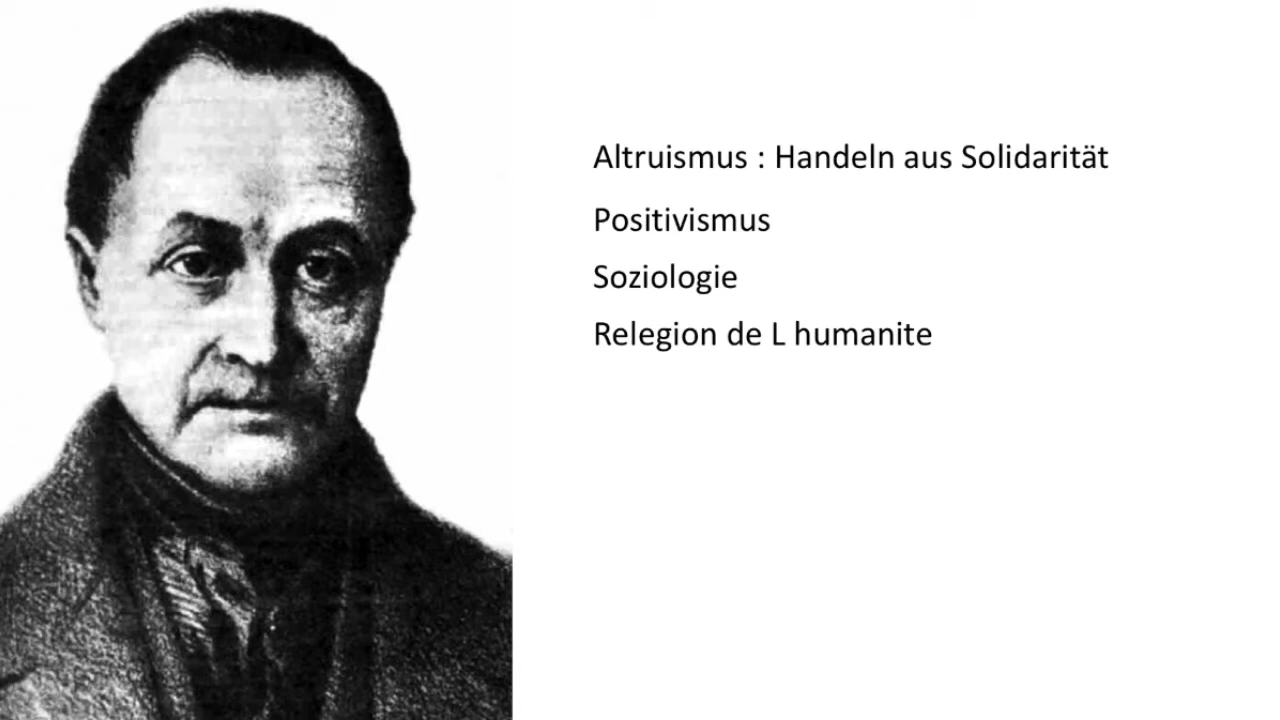 Altruismus : Handeln aus Solidarität
Positivismus
Soziologie
Relegion de L humanite